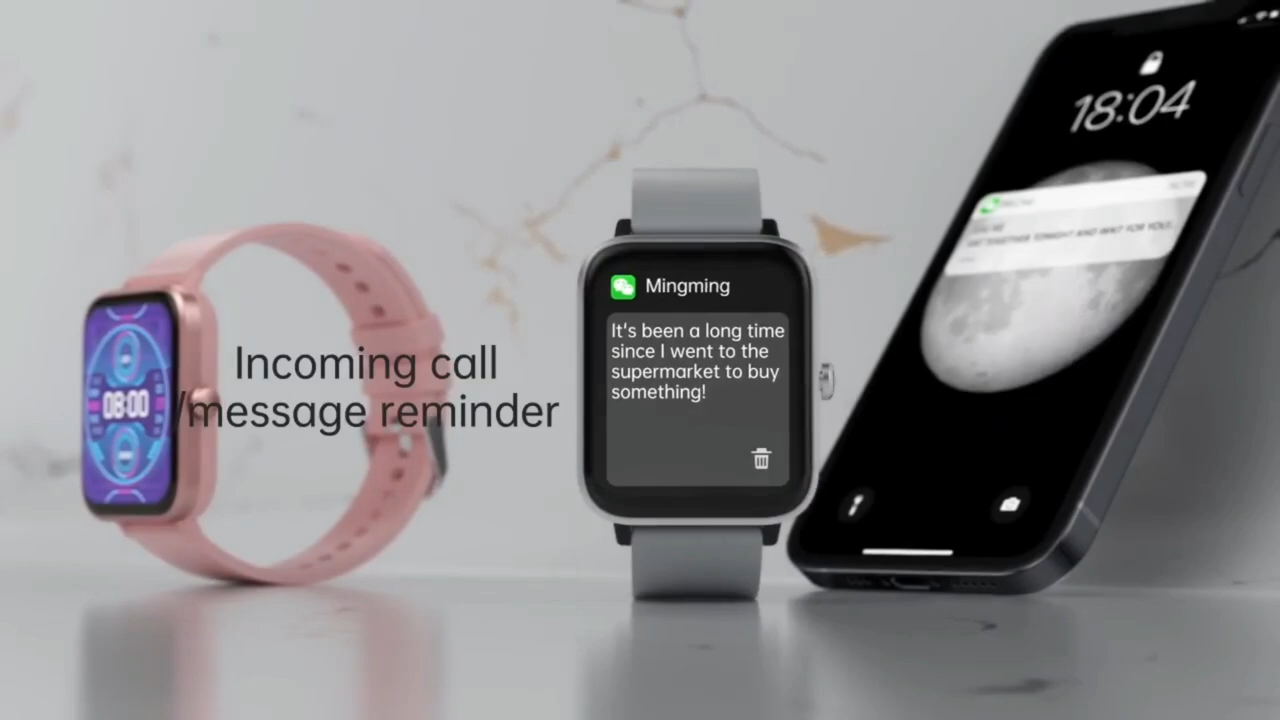 Incoming call
/message reminder
08:00
Mingming
It's been a long time
since I went to the
supermarket to buy
something!
18:04